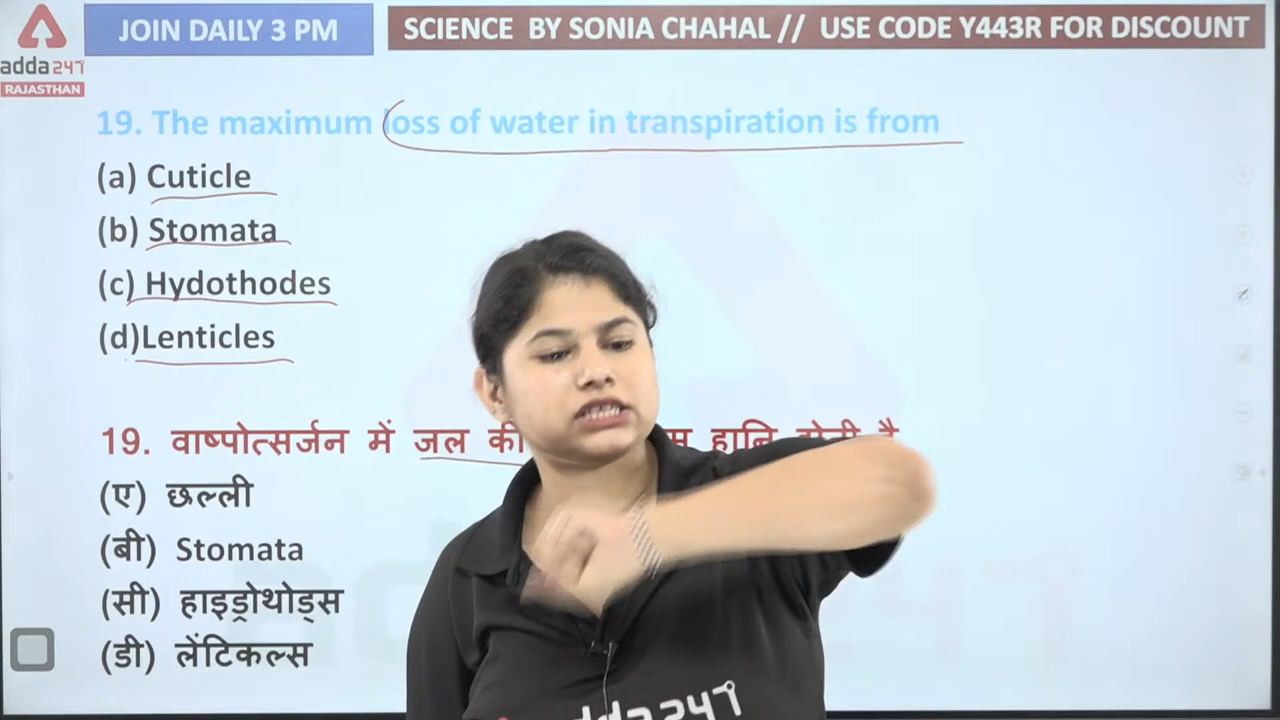 JOIN DAILY 3 PM
SCIENCE BY SONIA CHAHAL // USE CODE Y443R FOR DISCOUNT
adda247
RAJASTHAN
19. The maximum loss of water in transpiration is from
(a) Cuticle
(b) Stomata
(c) Hydothodes
(d)Lenticles
19. वाष्पोत्सर्जन में जल की हानि होती है
(ए) छल्ली
(बी) Stomata
(सी) हाइड्रोथोड्स
(डी) लेंटिकल्स
adda247